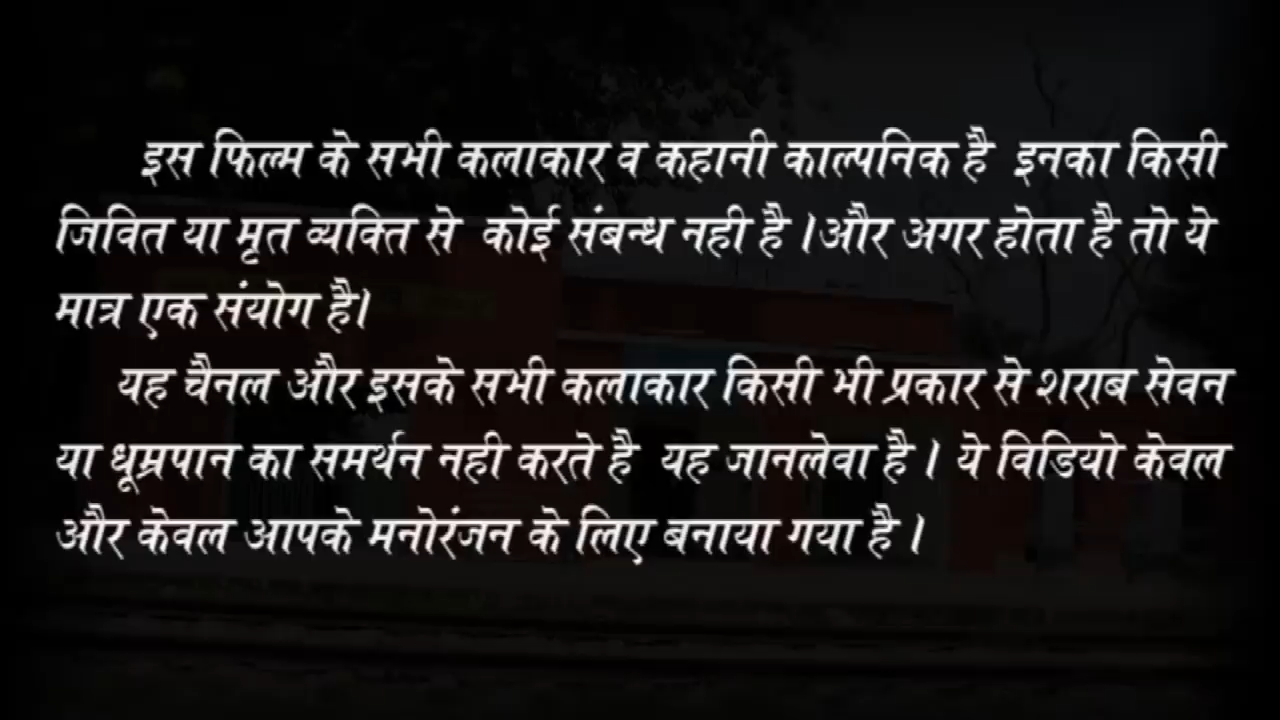 इस फिल्म के सभी कलाकार व कहानी काल्पनिक है इनका किसी
जिवित या मृत व्यक्ति से कोई संबन्ध नही है ।और अगर होता है तो ये
मात्र एक संयोग है।
यह चैनल और इसके सभी कलाकार किसी भी प्रकार से शराब सेवन
या धूम्रपान का समर्थन नही करते है यह जानलेवा है । ये विडियो केवल
और केवल आपके मनोरंजन के लिए बनाया गया है ।